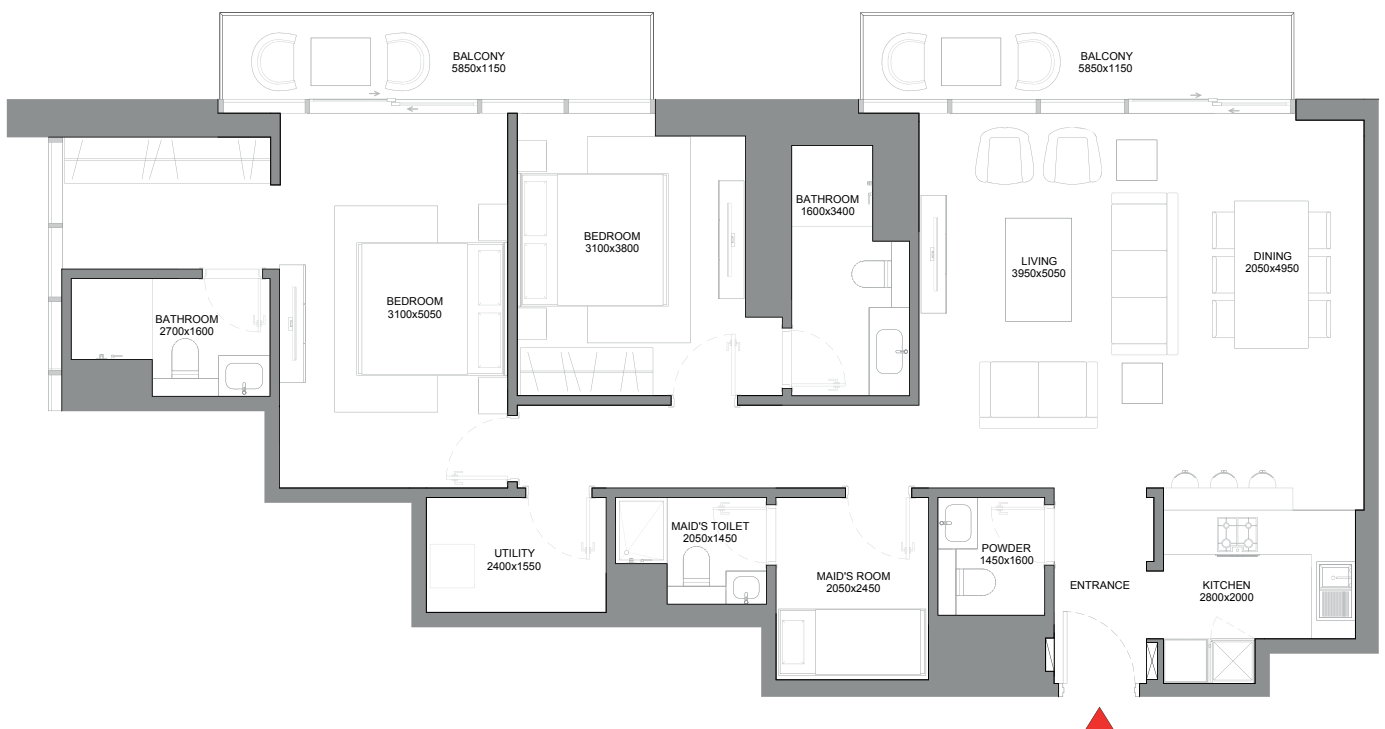 BALCONY
5850x1150
BALCONY
5850x1150
BATHROOM
1600x3400
BEDROOM
3100x3800
LIVING
3950x5050
DINING
2050x4950
BEDROOM
3100x5050
BATHROOM
2700x1600
MAID'S TOILET
2050x1450
UTILITY
2400x1550
POWDER
1450x1600
MAID'S ROOM
2050x2450
ENTRANCE
KITCHEN
2800x2000